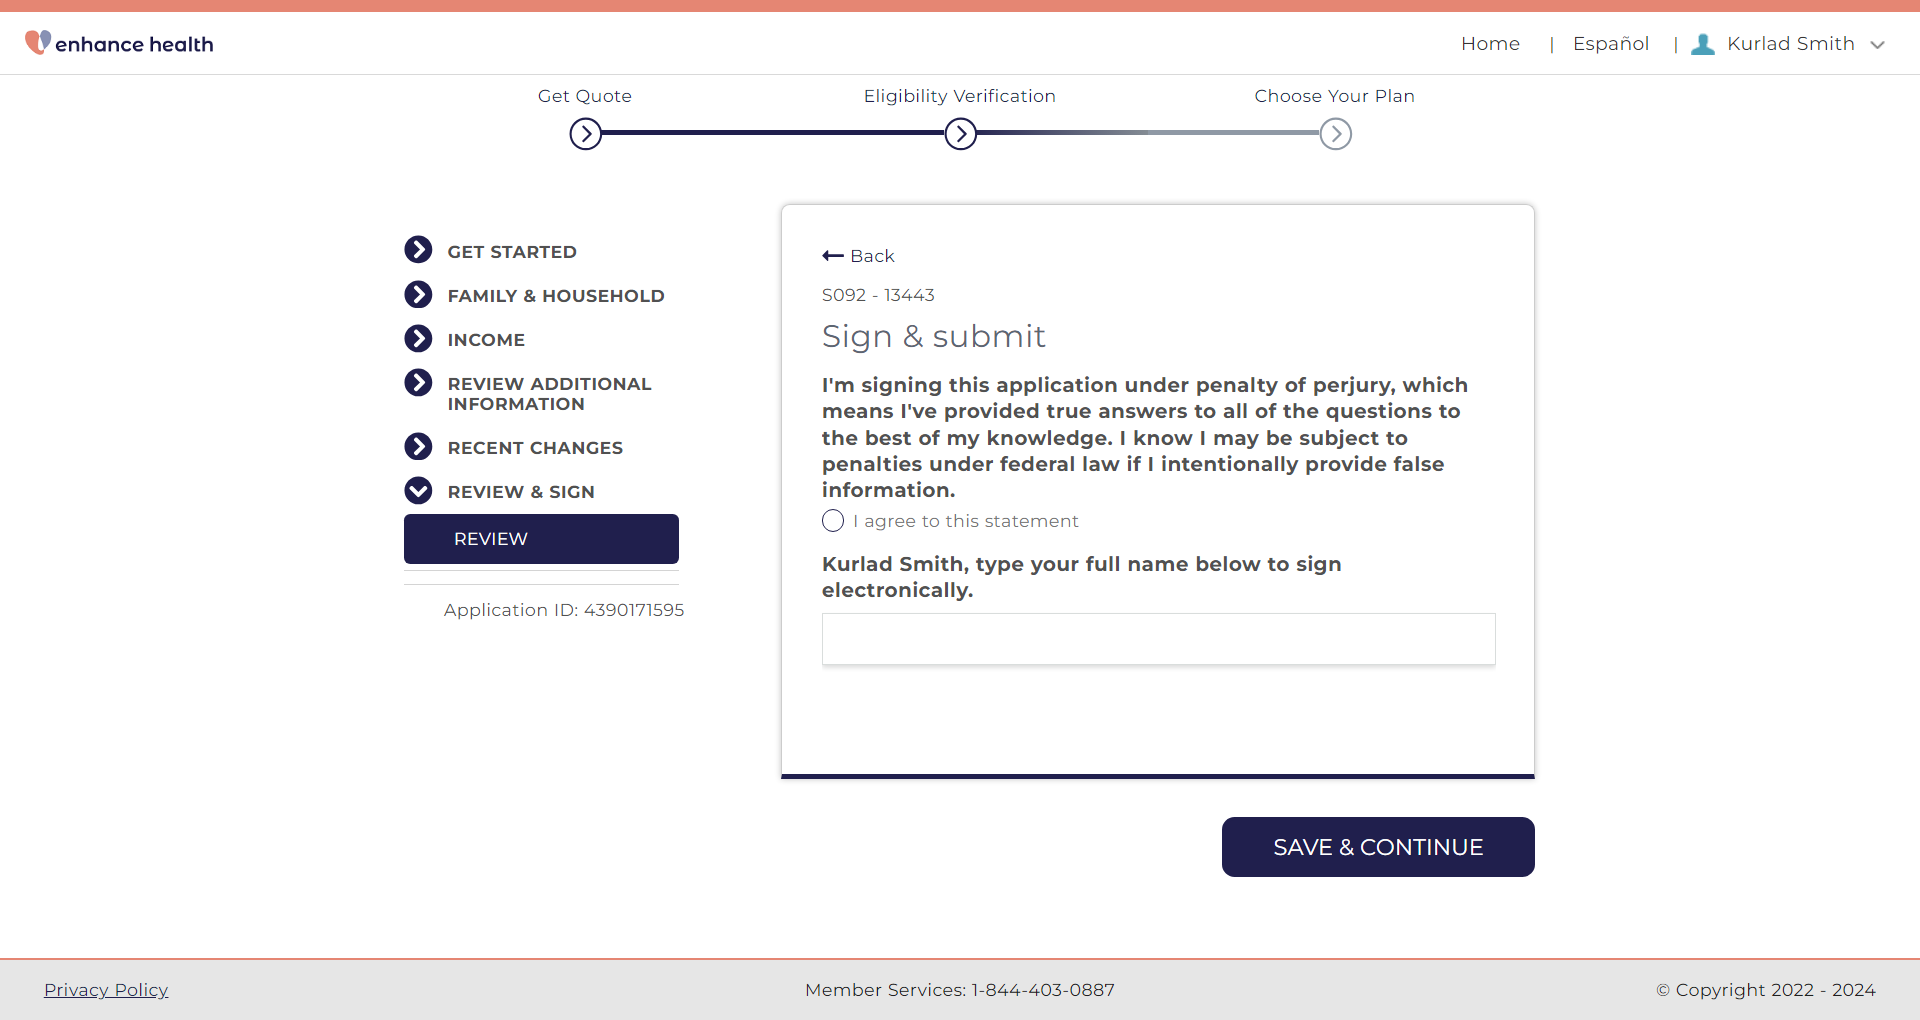 enhance health
Home | Español | Kurlad Smith
Get Quote
Eligibility Verification
Choose Your Plan
GET STARTED
FAMILY & HOUSEHOLD
INCOME
REVIEW ADDITIONAL
INFORMATION
RECENT CHANGES
REVIEW & SIGN
REVIEW
Application ID: 4390171595
Back
S092 - 13443
Sign & submit
I'm signing this application under penalty of perjury, which
means I've provided true answers to all of the questions to
the best of my knowledge. I know I may be subject to
penalties under federal law if I intentionally provide false
information.
I agree to this statement
Kurlad Smith, type your full name below to sign
electronically.
SAVE & CONTINUE
Privacy Policy
Member Services: 1-844-403-0887
© Copyright 2022 - 2024